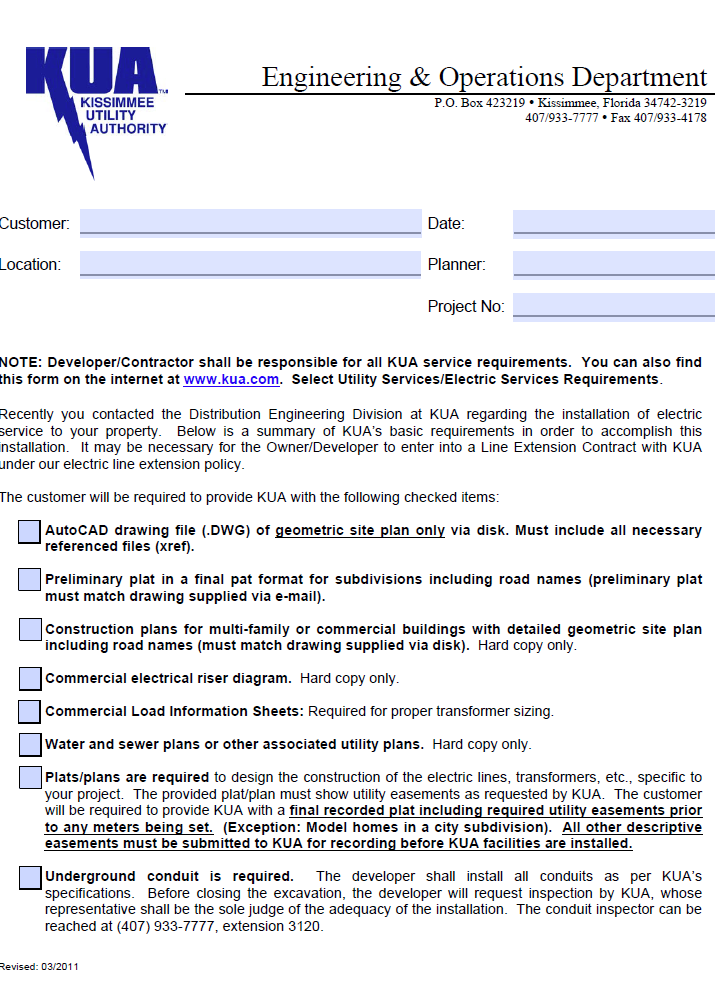 KUA TM
KISSIMMEE
UTILITY
AUTHORITY
Engineering & Operations Department
P.O. Box 423219 • Kissimmee, Florida 34742-3219
407/933-7777 • Fax 407/933-4178
Customer:
Date:
Location:
Planner:
Project No:
NOTE: Developer/Contractor shall be responsible for all KUA service requirements. You can also find
this form on the internet at www.kua.com. Select Utility Services/Electric Services Requirements.
Recently you contacted the Distribution Engineering Division at KUA regarding the installation of electric
service to your property. Below is a summary of KUA's basic requirements in order to accomplish this
installation. It may be necessary for the Owner/Developer to enter into a Line Extension Contract with KUA
under our electric line extension policy.
The customer will be required to provide KUA with the following checked items:
AutoCAD drawing file (.DWG) of geometric site plan only via disk. Must include all necessary
referenced files (xref).
Preliminary plat in a final pat format for subdivisions including road names (preliminary plat
must match drawing supplied via e-mail).
Construction plans for multi-family or commercial buildings with detailed geometric site plan
including road names (must match drawing supplied via disk). Hard copy only.
Commercial electrical riser diagram. Hard copy only.
Commercial Load Information Sheets: Required for proper transformer sizing.
Water and sewer plans or other associated utility plans. Hard copy only.
Plats/plans are required to design the construction of the electric lines, transformers, etc., specific to
your project. The provided plat/plan must show utility easements as requested by KUA. The customer
will be required to provide KUA with a final recorded plat including required utility easements prior
to any meters being set. (Exception: Model homes in a city subdivision). All other descriptive
easements must be submitted to KUA for recording before KUA facilities are installed.
Underground conduit is required. The developer shall install all conduits as per KUA's
specifications. Before closing the excavation, the developer will request inspection by KUA, whose
representative shall be the sole judge of the adequacy of the installation. The conduit inspector can be
reached at (407) 933-7777, extension 3120.
Revised: 03/2011